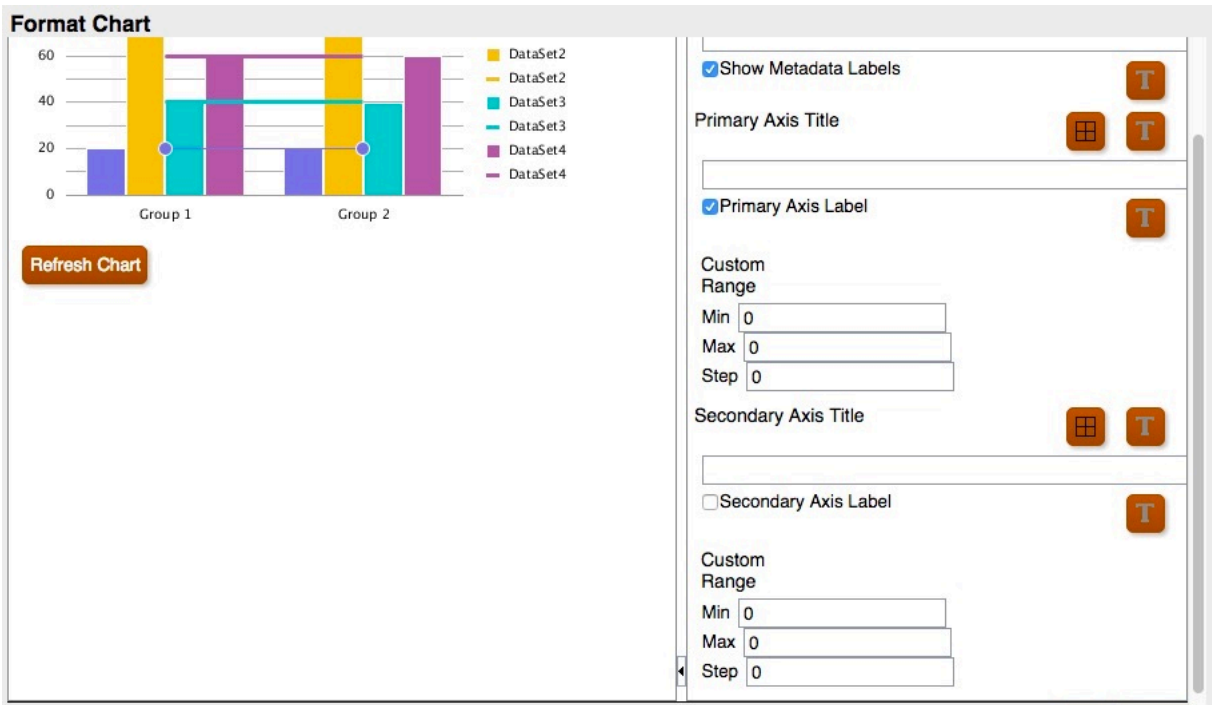 Format Chart
60
40
20
0
Group 1
Group 2
DataSet2
DataSet2
DataSet3
DataSet3
DataSet4
DataSet4
Refresh Chart
Show Metadata Labels
T
Primary Axis Title
T
Primary Axis Label
T
Custom
Range
Min 0
Max 0
Step 0
Secondary Axis Title
T
Secondary Axis Label
T
Custom
Range
Min 0
Max 0
Step 0